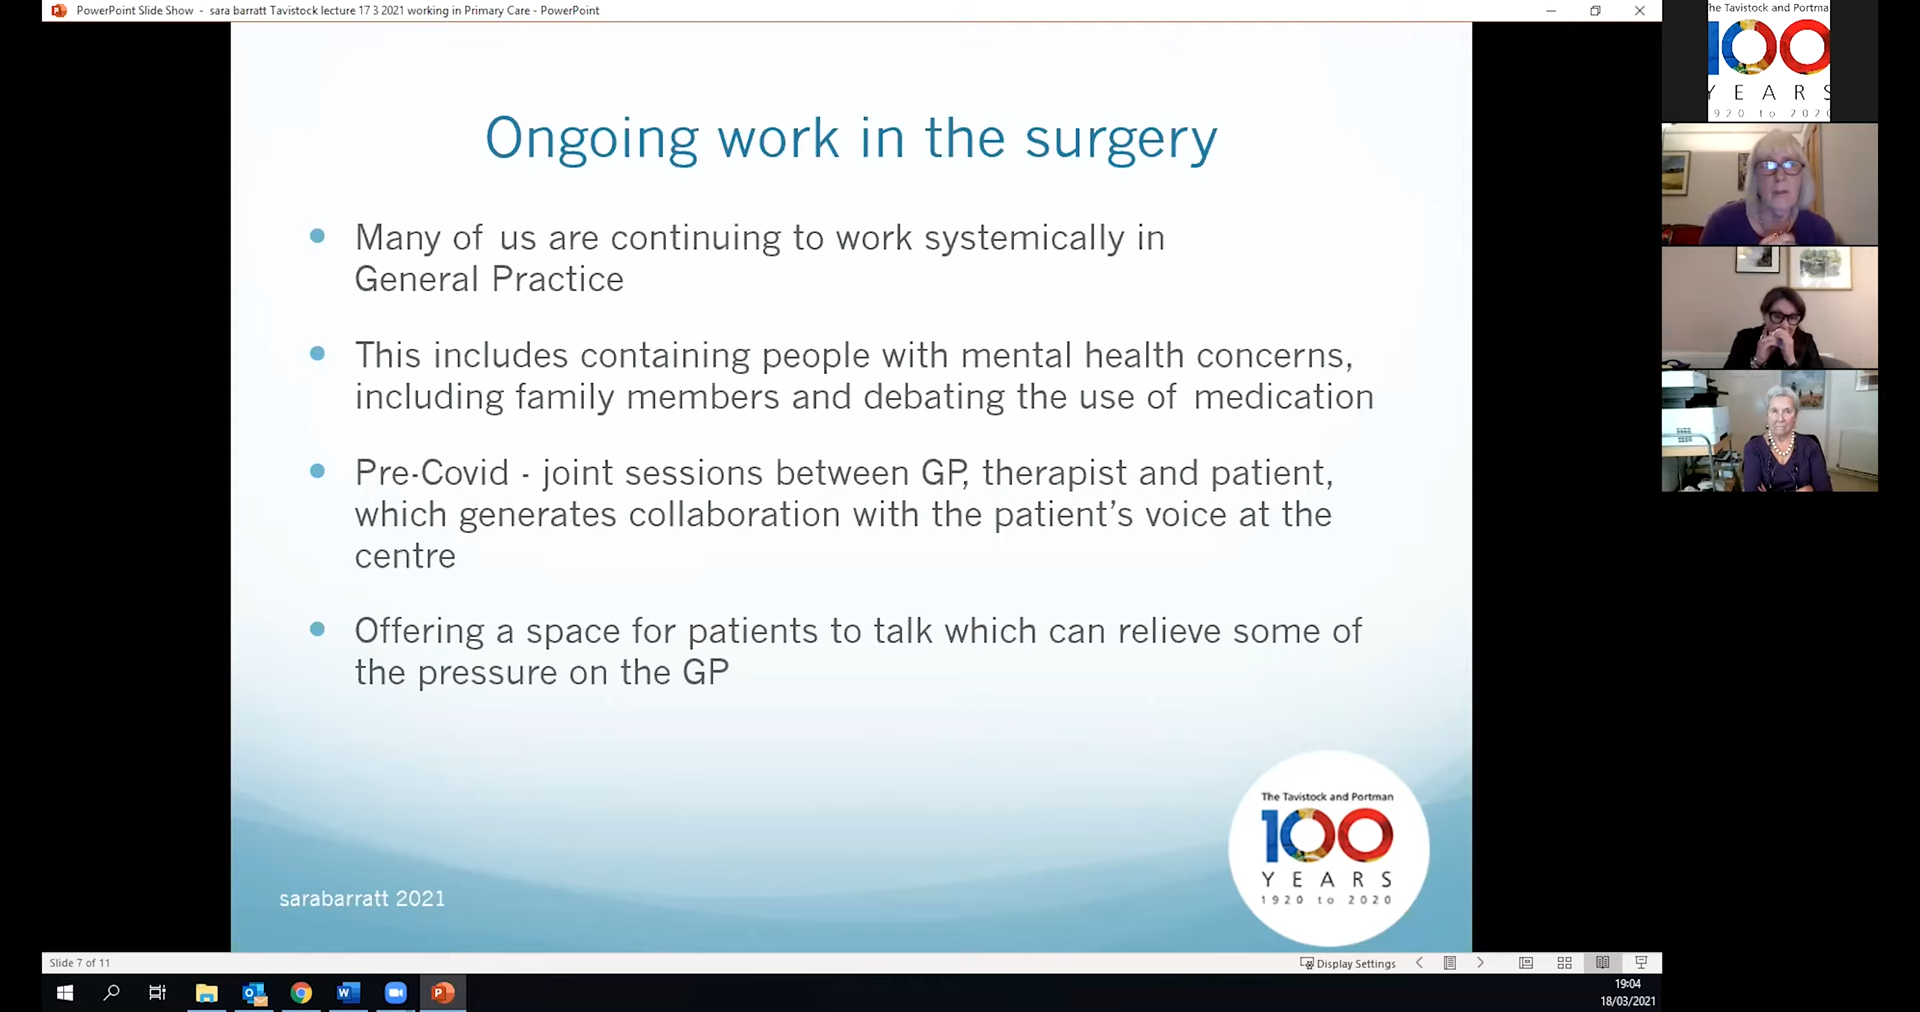 PowerPoint Slide Show - sara barratt Tavistock lecture 17 3 2021 working in Primary Care - PowerPoint
The Tavistock and Portma
100
YEARS
1920 to 2020
Ongoing work in the surgery
Many of us are continuing to work systemically in
General Practice
This includes containing people with mental health concerns,
including family members and debating the use of medication
Pre-Covid - joint sessions between GP, therapist and patient,
which generates collaboration with the patient's voice at the
centre
Offering a space for patients to talk which can relieve some of
the pressure on the GP
The Tavistock and Portman
100
YEARS
1920 to 2020
sarabarratt 2021
Slide 7 of 11
Display Settings
19:04
18/03/2021